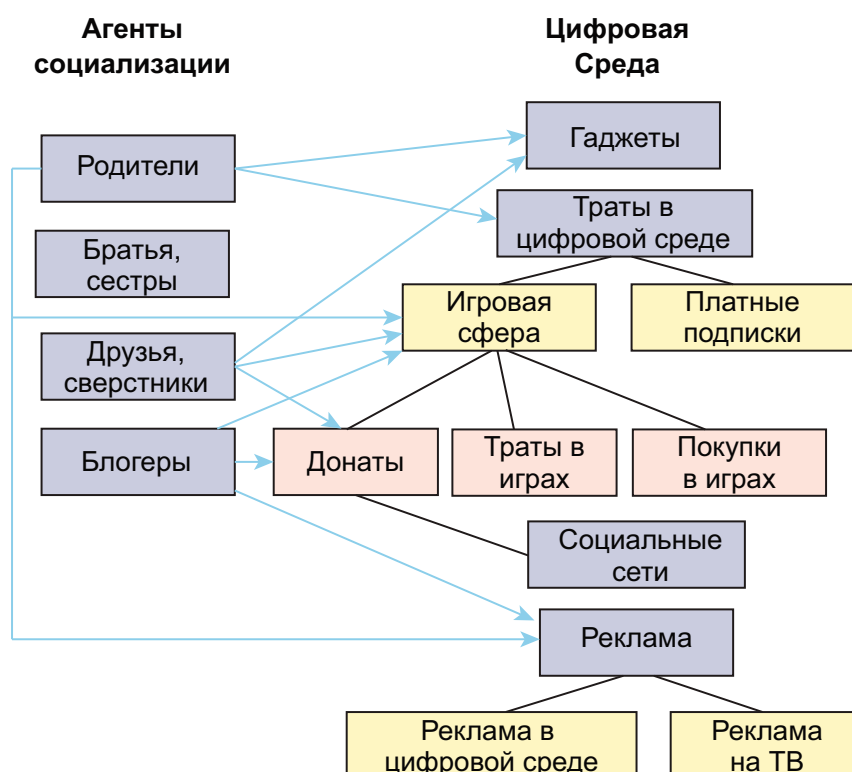 Агенты
социализации
Цифровая
Среда
Гаджеты
Родители
Траты в
цифровой среде
Братья,
сестры
Игровая
сфера
Платные
подписки
Друзья,
сверстники
Блогеры
Донаты
Траты в
играх
Покупки
в играх
Социальные
сети
Реклама
Реклама в
цифровой среде
Реклама
на ТВ